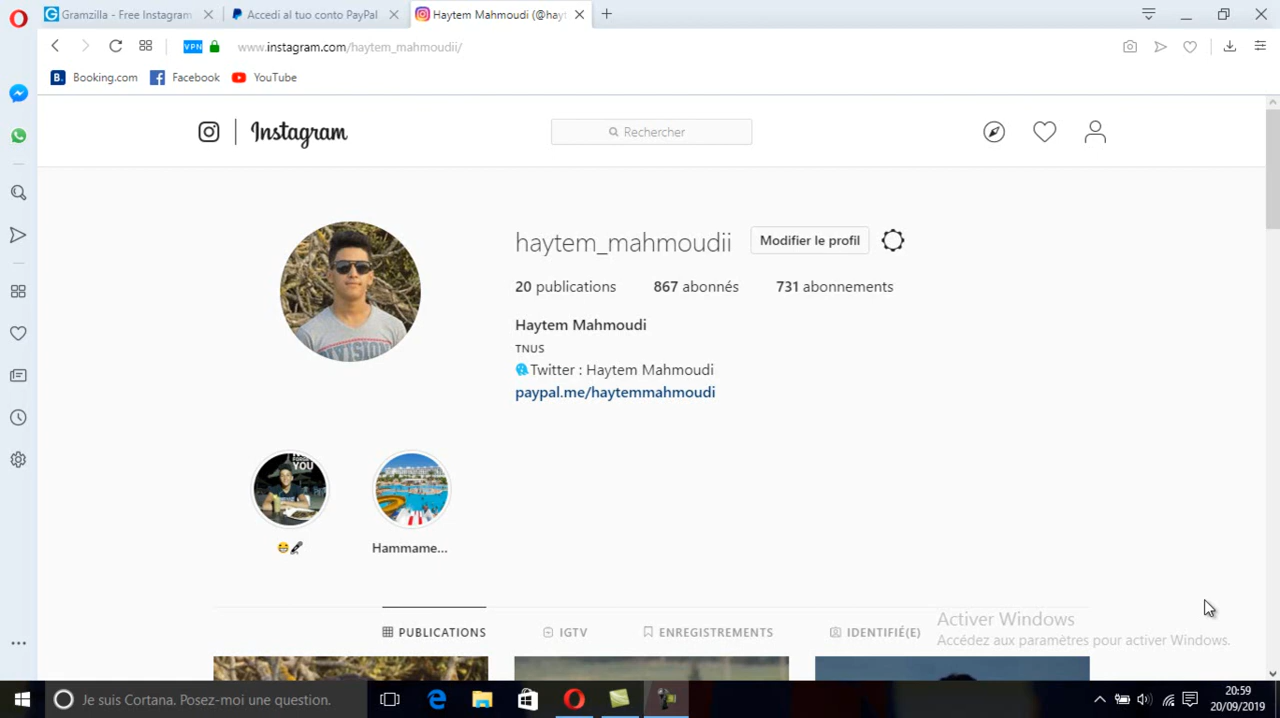 Gramzilla - Free Instagram
Accedi al tuo conto PayPal
Haytem Mahmoudi (@hayt
VPN
www.instagram.com/haytem_mahmoudii/
B. Booking.com
Facebook
YouTube
Instagram
Rechercher
haytem_mahmoudii
Modifier le profil
20 publications
867 abonnés
731 abonnements
Haytem Mahmoudi
TNUS
Twitter : Haytem Mahmoudi
paypal.me/haytemmahmoudi
YOU
Hammame...
PUBLICATIONS
IGTV
ENREGISTREMENTS
IDENTIFIÉ(E)
Activer Windows
Accédez aux paramètres pour activer Windows.
Je suis Cortana. Posez-moi une question.
20:59
20/09/2019